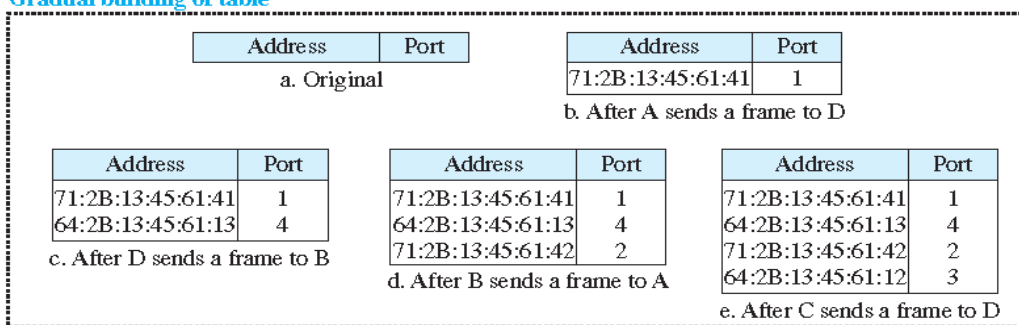 Gradual building of table
Address Port
a. Original
Address Port
71:2B:13:45:61:41 1
b. After A sends a frame to D
Address Port
71:2B:13:45:61:41 1
64:2B:13:45:61:13 4
c. After D sends a frame to B
Address Port
71:2B:13:45:61:41 1
64:2B:13:45:61:13 4
71:2B:13:45:61:42 2
d. After B sends a frame to A
Address Port
71:2B:13:45:61:41 1
64:2B:13:45:61:13 4
71:2B:13:45:61:42 2
64:2B:13:45:61:12 3
e. After C sends a frame to D